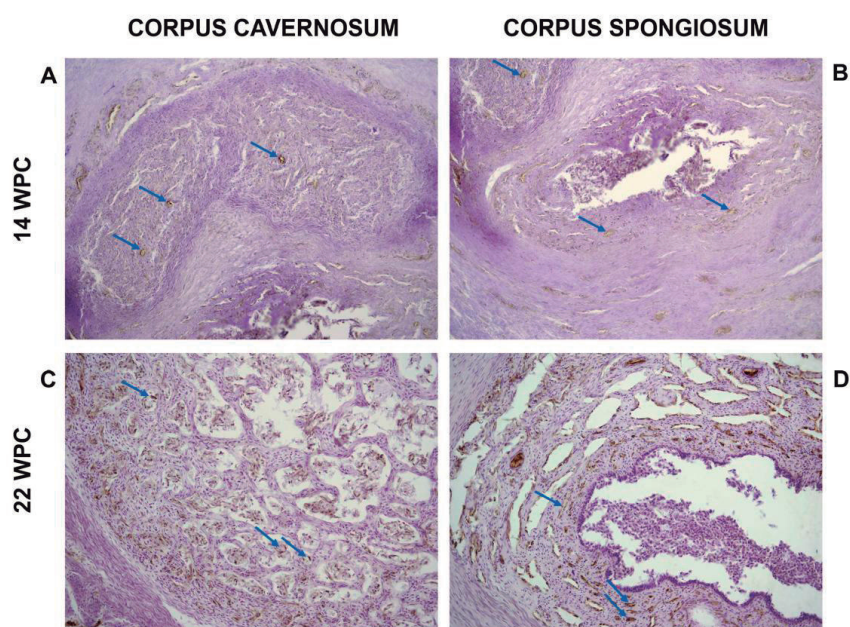 CORPUS CAVERNOSUM
CORPUS SPONGIOSUM
A
B
14 WPC
C
D
22 WPC